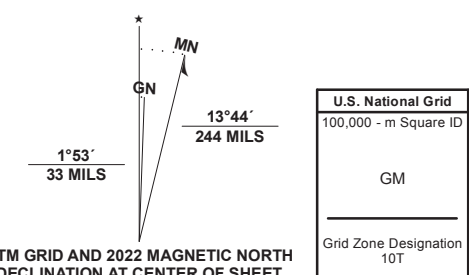 ★
MN
GN
1°53´
33 MILS
13°44´
244 MILS
TM GRID AND 2022 MAGNETIC NORTH
DECLINATION AT CENTER OF SHEET
U.S. National Grid
100,000 - m Square ID
GM
Grid Zone Designation
10T